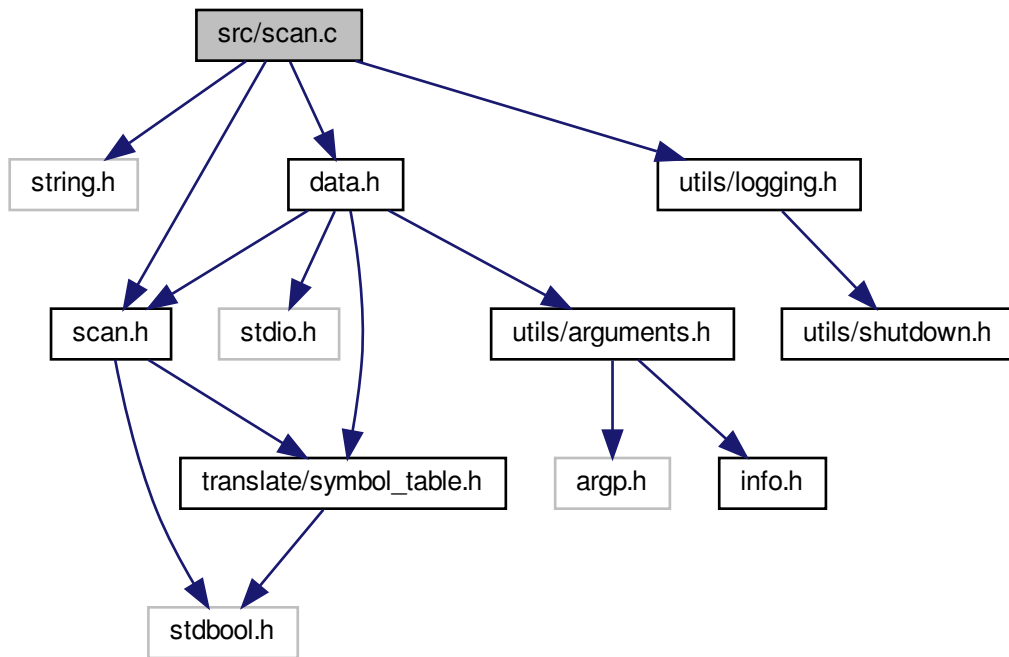 src/scan.c
string.h
data.h
utils/logging.h
scan.h
stdio.h
utils/arguments.h
utils/shutdown.h
translate/symbol_table.h
argp.h
info.h
stdbool.h